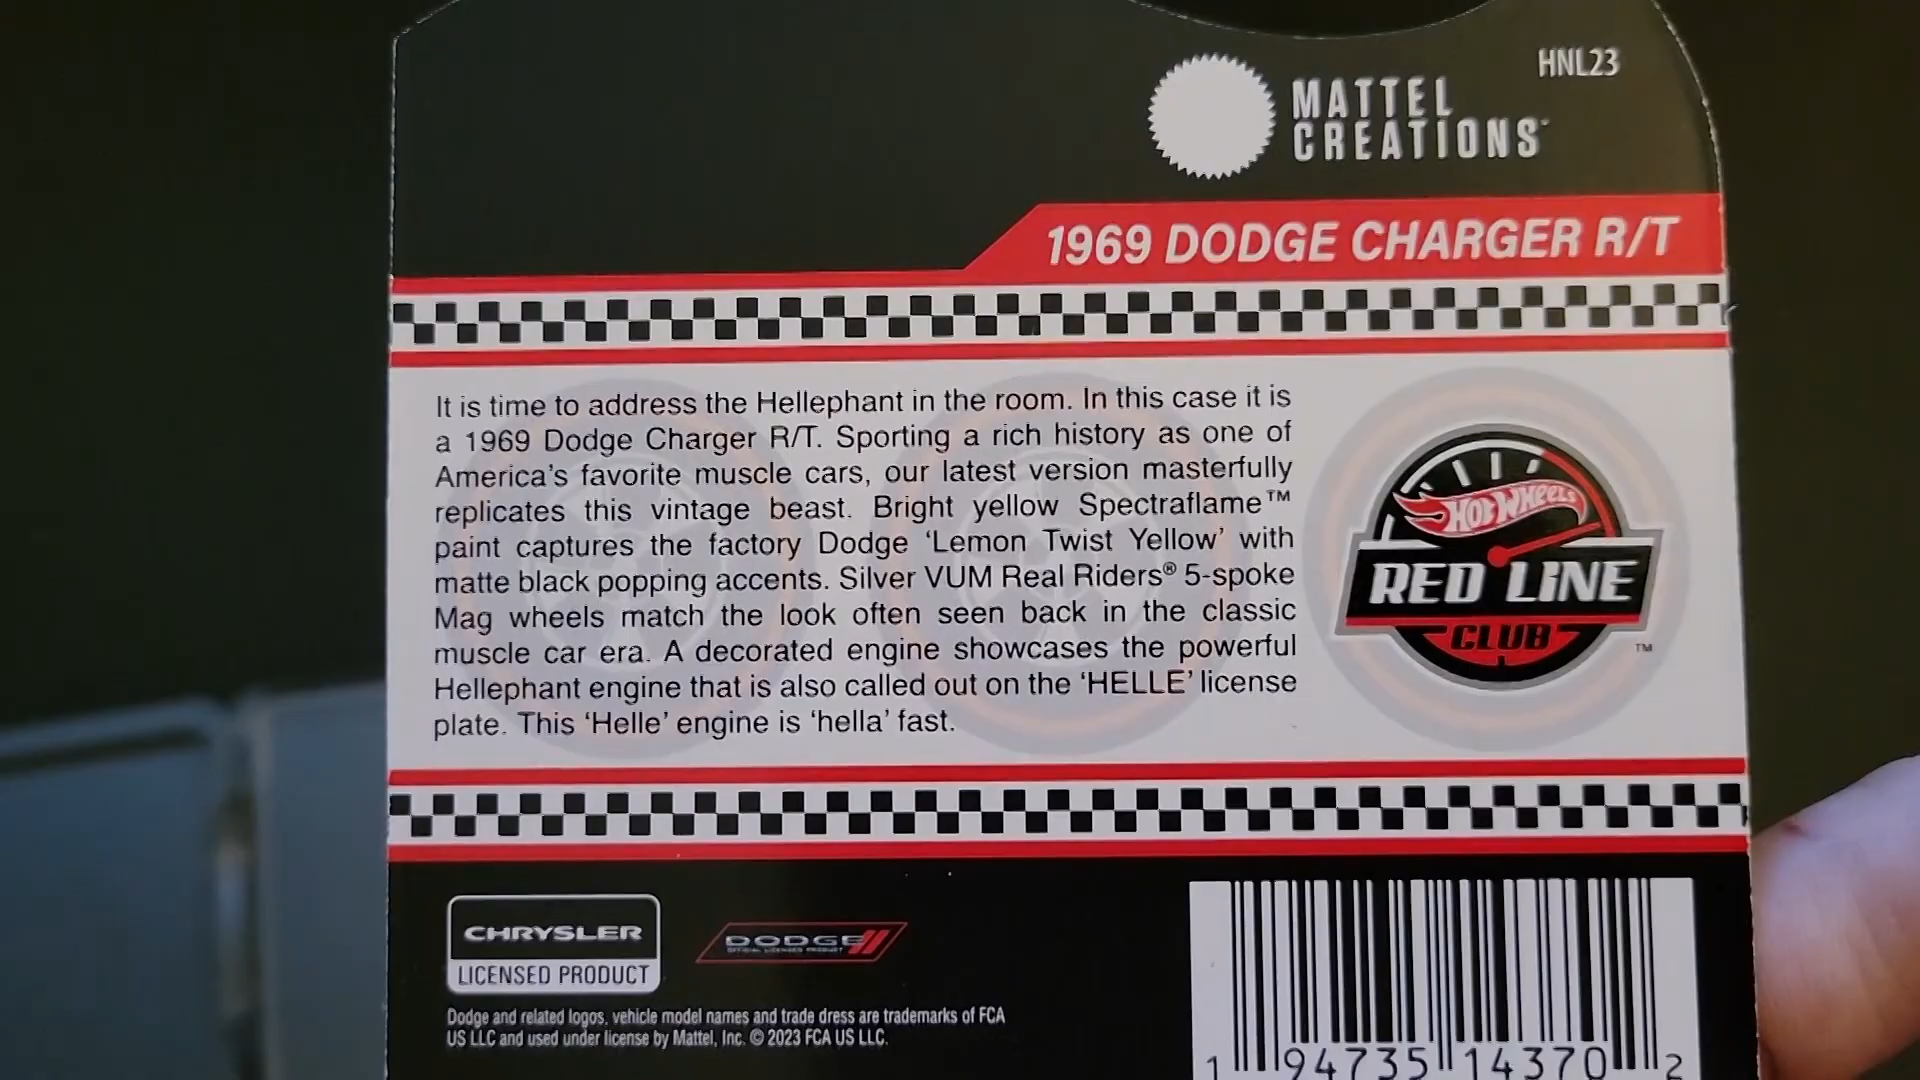 HNL23
MATTEL
CREATIONS
1969 DODGE CHARGER R/T
It is time to address the Hellephant in the room. In this case it is
a 1969 Dodge Charger R/T. Sporting a rich history as one of
America's favorite muscle cars, our latest version masterfully
replicates this vintage beast. Bright yellow Spectraflame™
paint captures the factory Dodge ‘Lemon Twist Yellow’ with
matte black popping accents. Silver VUM Real Riders® 5-spoke
Mag wheels match the look often seen back in the classic
muscle car era. A decorated engine showcases the powerful
Hellephant engine that is also called out on the ‘HELLE’ license
plate. This ‘Helle’ engine is ‘hella’ fast.
HOT WHEELS
RED LINE
CLUB
™
CHRYSLER
LICENSED PRODUCT
DODGE
OFFICIAL LICENSED PRODUCT
Dodge and related logos, vehicle model names and trade dress are trademarks of FCA
US LLC and used under license by Mattel, Inc. © 2023 FCA US LLC.
1 94735 14370 2